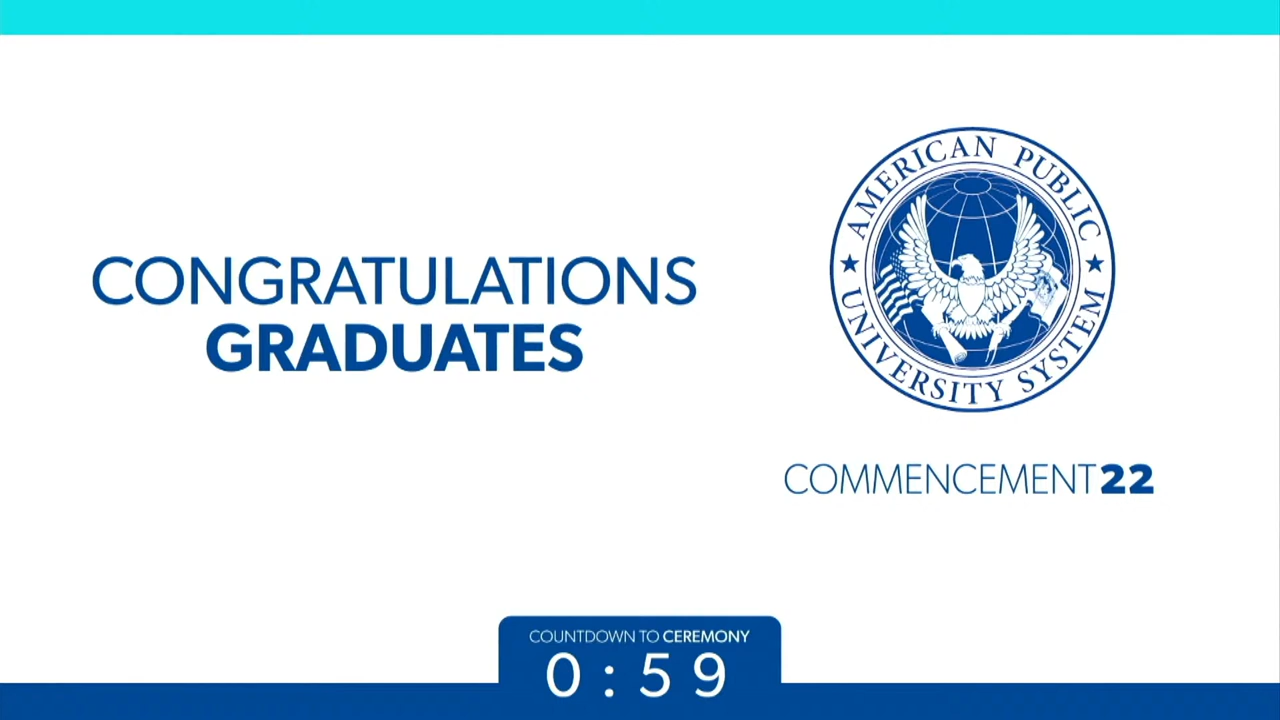 CONGRATULATIONS
GRADUATES
AMERICAN PUBLIC
UNIVERSITY SYSTEM
COMMENCEMENT22
COUNTDOWN TO CEREMONY
0:59